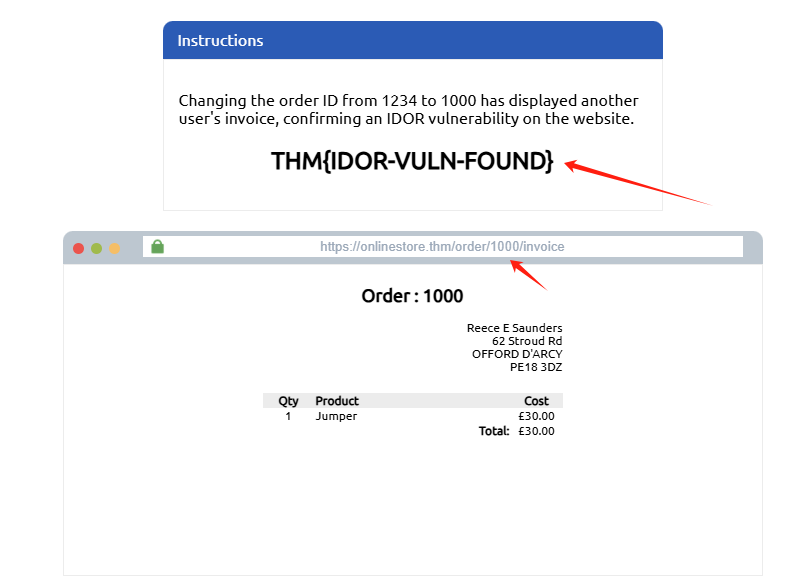 Instructions
Changing the order ID from 1234 to 1000 has displayed another
user's invoice, confirming an IDOR vulnerability on the website.
THM{IDOR-VULN-FOUND}
https://onlinestore.thm/order/1000/invoice
Order : 1000
Reece E Saunders
62 Stroud Rd
OFFORD D'ARCY
PE18 3DZ
Qty Product Cost
1 Jumper £30.00
Total: £30.00